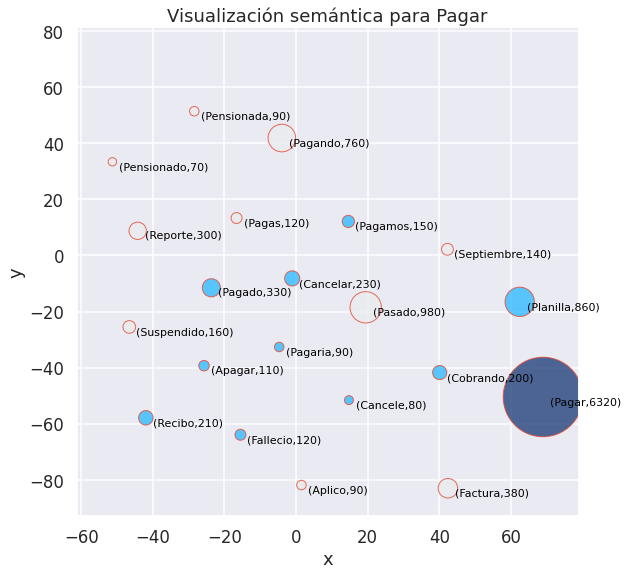 Visualización semántica para Pagar
80
60
40
20
0
−20
−40
−60
−80
y
(Pensionada,90)
(Pagando,760)
(Pensionado,70)
(Pagas,120)
(Pagamos,150)
(Reporte,300)
(Septiembre,140)
(Cancelar,230)
(Pagado,330)
(Planilla,860)
(Pasado,980)
(Suspendido,160)
(Pagaria,90)
(Apagar,110)
(Cobrando,200)
(Cancele,80)
(Pagar,6320)
(Recibo,210)
(Fallecio,120)
(Aplico,90)
(Factura,380)
−60
−40
−20
0
20
40
60
x